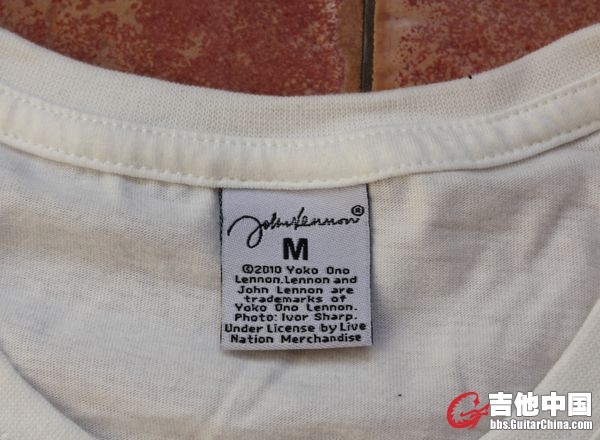 John Lennon®
M
©2010 Yoko Ono
Lennon.Lennon and
John Lennon are
trademarks of
Yoko Ono Lennon.
Photo: Ivor Sharp.
Under License by Live
Nation Merchandise
吉他中国
bbs.GuitarChina.com